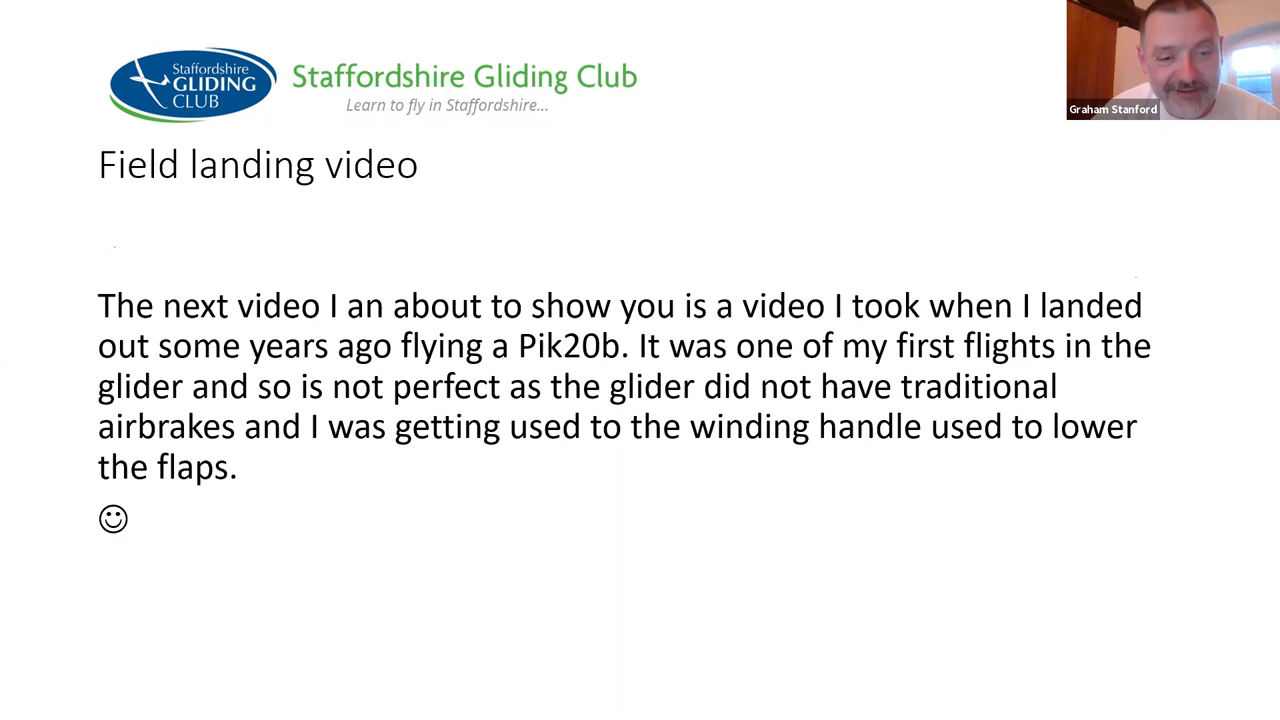 Staffordshire
GLIDING
CLUB
Staffordshire Gliding Club
Learn to fly in Staffordshire...
Graham Stanford
Field landing video
The next video I an about to show you is a video I took when I landed
out some years ago flying a Pik20b. It was one of my first flights in the
glider and so is not perfect as the glider did not have traditional
airbrakes and I was getting used to the winding handle used to lower
the flaps.
☺